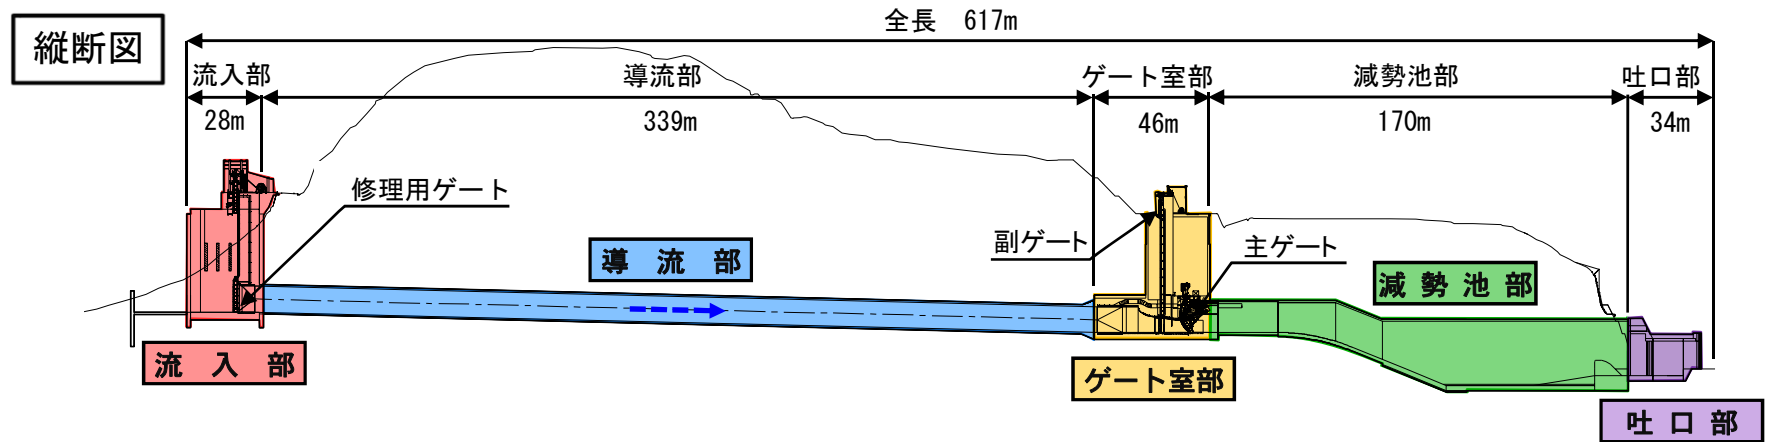 縦断図
全長　617m
流入部
導流部
ゲート室部
減勢池部
吐口部
28m
339m
46m
170m
34m
修理用ゲート
副ゲート
主ゲート
導 流 部
減 勢 池 部
流 入 部
ゲート室部
吐 口 部